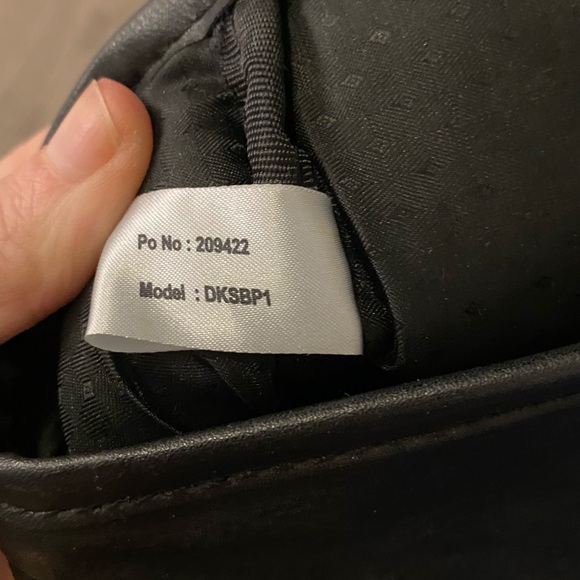 Po No : 209422
Model : DKSBP1